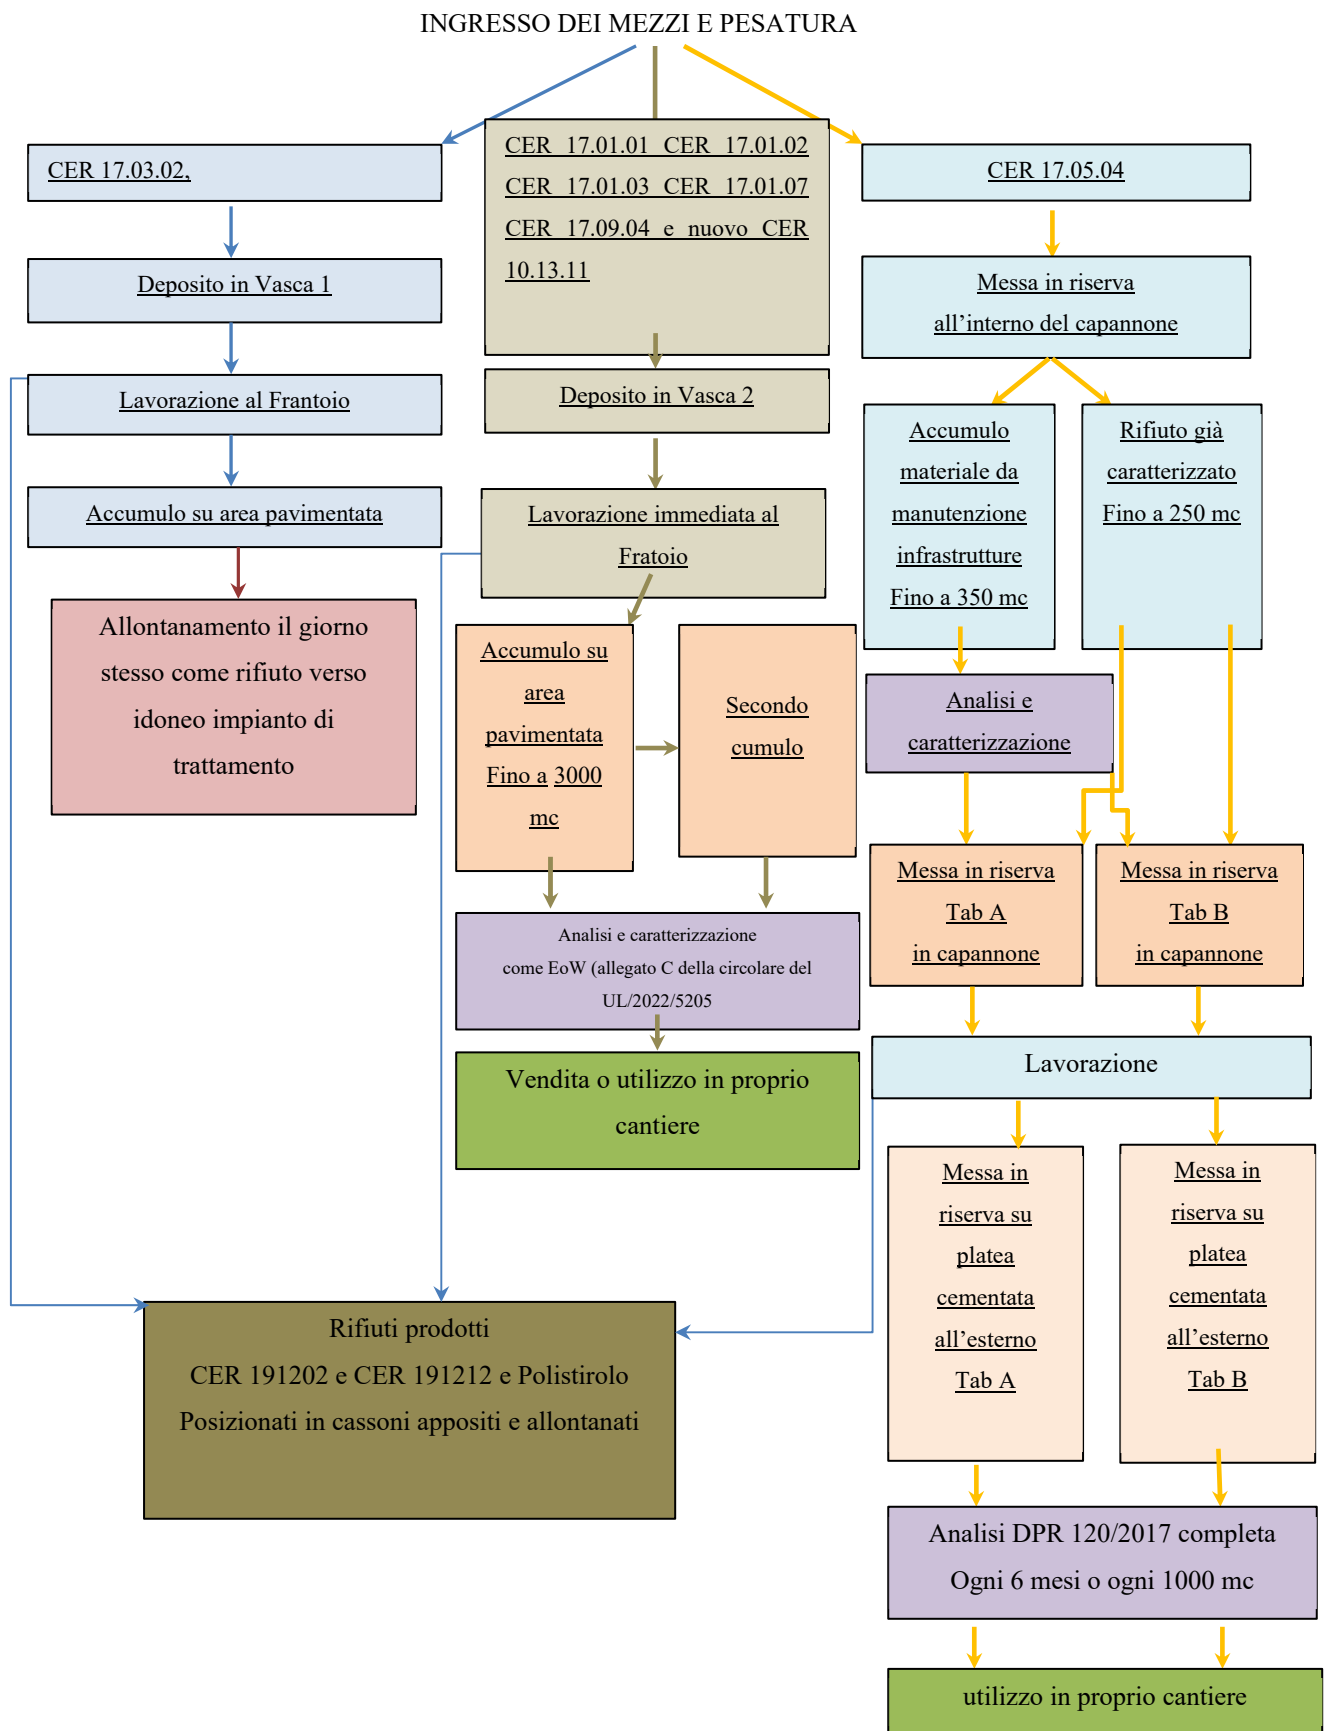 INGRESSO DEI MEZZI E PESATURA
CER 17.03.02,
Deposito in Vasca 1
Lavorazione al Frantoio
Accumulo su area pavimentata
Allontanamento il giorno
stesso come rifiuto verso
idoneo impianto di
trattamento
CER 17.01.01 CER 17.01.02
CER 17.01.03 CER 17.01.07
CER 17.09.04 e nuovo CER
10.13.11
Deposito in Vasca 2
Lavorazione immediata al
Fratoio
Accumulo su
area
pavimentata
Fino a 3000
mc
Secondo
cumulo
Analisi e caratterizzazione
come EoW (allegato C della circolare del
UL/2022/5205
Vendita o utilizzo in proprio
cantiere
CER 17.05.04
Messa in riserva
all’interno del capannone
Accumulo
materiale da
manutenzione
infrastrutture
Fino a 350 mc
Rifiuto già
caratterizzato
Fino a 250 mc
Analisi e
caratterizzazione
Messa in riserva
Tab A
in capannone
Messa in riserva
Tab B
in capannone
Lavorazione
Messa in
riserva su
platea
cementata
all’esterno
Tab A
Messa in
riserva su
platea
cementata
all’esterno
Tab B
Rifiuti prodotti
CER 191202 e CER 191212 e Polistirolo
Posizionati in cassoni appositi e allontanati
Analisi DPR 120/2017 completa
Ogni 6 mesi o ogni 1000 mc
utilizzo in proprio cantiere